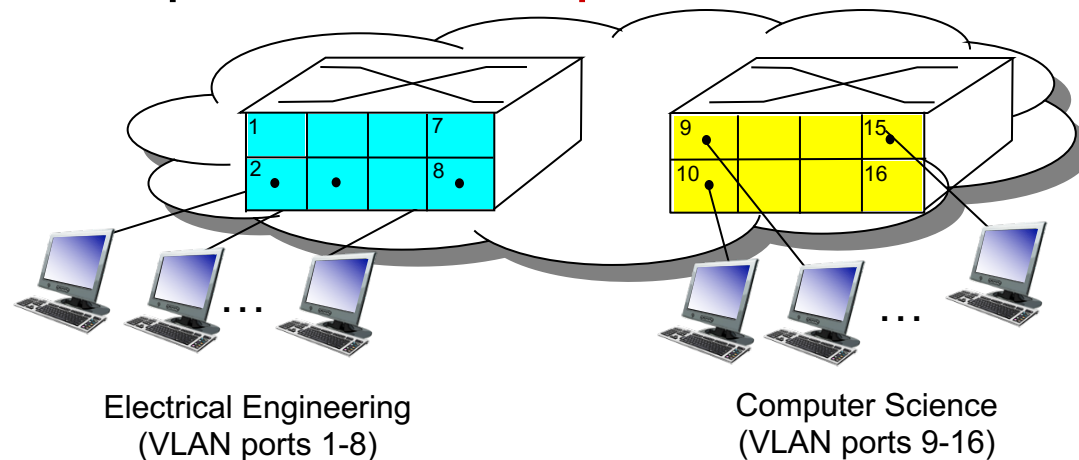 1 7
2 8
9 15
10 16
... ...
Electrical Engineering
(VLAN ports 1-8)
Computer Science
(VLAN ports 9-16)